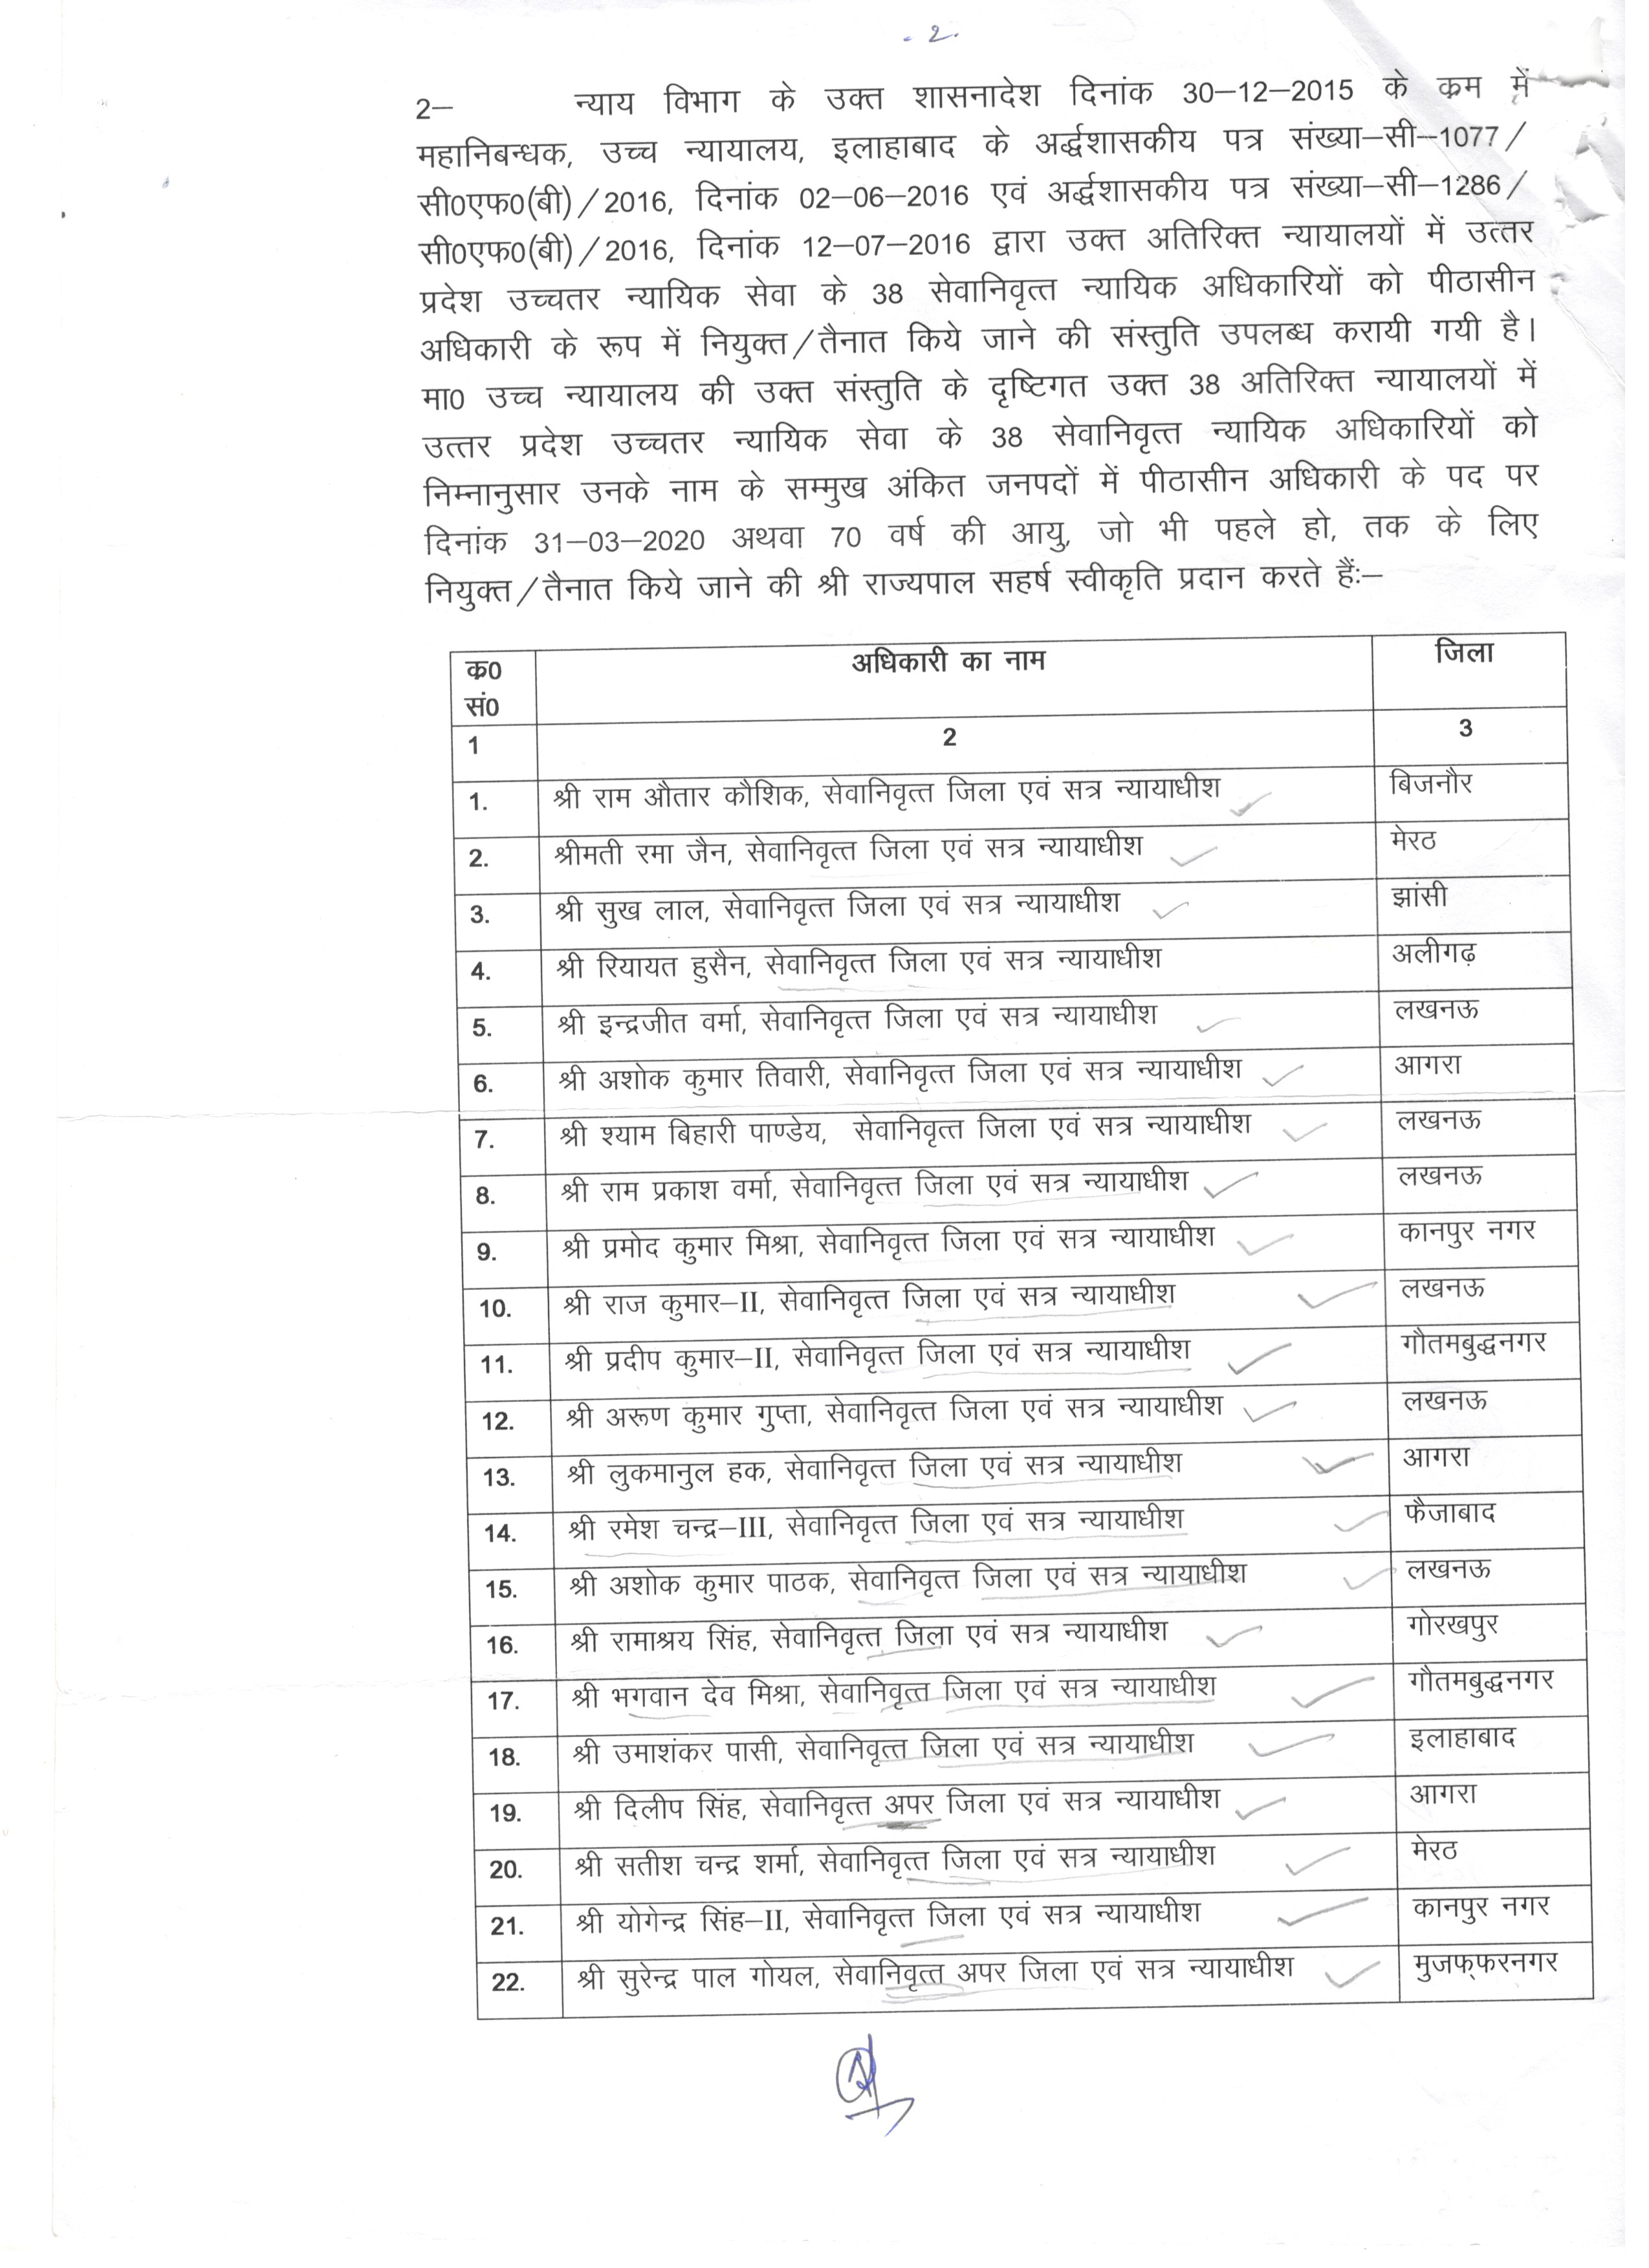 - 2.
2– न्याय विभाग के उक्त शासनादेश दिनांक 30–12–2015 के क्रम में
महानिबन्धक, उच्च न्यायालय, इलाहाबाद के अर्द्धशासकीय पत्र संख्या–सी–1077/
सी0एफ0(बी)/2016, दिनांक 02–06–2016 एवं अर्द्धशासकीय पत्र संख्या–सी–1286/
सी0एफ0(बी)/2016, दिनांक 12–07–2016 द्वारा उक्त अतिरिक्त न्यायालयों में उत्तर
प्रदेश उच्चतर न्यायिक सेवा के 38 सेवानिवृत्त न्यायिक अधिकारियों को पीठासीन
अधिकारी के रूप में नियुक्त/तैनात किये जाने की संस्तुति उपलब्ध करायी गयी है।
मा0 उच्च न्यायालय की उक्त संस्तुति के दृष्टिगत उक्त 38 अतिरिक्त न्यायालयों में
उत्तर प्रदेश उच्चतर न्यायिक सेवा के 38 सेवानिवृत्त न्यायिक अधिकारियों को
निम्नानुसार उनके नाम के सम्मुख अंकित जनपदों में पीठासीन अधिकारी के पद पर
दिनांक 31–03–2020 अथवा 70 वर्ष की आयु, जो भी पहले हो, तक के लिए
नियुक्त/तैनात किये जाने की श्री राज्यपाल सहर्ष स्वीकृति प्रदान करते हैंः–
क0 सं0 अधिकारी का नाम जिला
1 2 3
1. श्री राम औतार कौशिक, सेवानिवृत्त जिला एवं सत्र न्यायाधीश बिजनौर
2. श्रीमती रमा जैन, सेवानिवृत्त जिला एवं सत्र न्यायाधीश मेरठ
3. श्री सुख लाल, सेवानिवृत्त जिला एवं सत्र न्यायाधीश झांसी
4. श्री रियायत हुसैन, सेवानिवृत्त जिला एवं सत्र न्यायाधीश अलीगढ़
5. श्री इन्द्रजीत वर्मा, सेवानिवृत्त जिला एवं सत्र न्यायाधीश लखनऊ
6. श्री अशोक कुमार तिवारी, सेवानिवृत्त जिला एवं सत्र न्यायाधीश आगरा
7. श्री श्याम बिहारी पाण्डेय, सेवानिवृत्त जिला एवं सत्र न्यायाधीश लखनऊ
8. श्री राम प्रकाश वर्मा, सेवानिवृत्त जिला एवं सत्र न्यायाधीश लखनऊ
9. श्री प्रमोद कुमार मिश्रा, सेवानिवृत्त जिला एवं सत्र न्यायाधीश कानपुर नगर
10. श्री राज कुमार–II, सेवानिवृत्त जिला एवं सत्र न्यायाधीश लखनऊ
11. श्री प्रदीप कुमार–II, सेवानिवृत्त जिला एवं सत्र न्यायाधीश गौतमबुद्धनगर
12. श्री अरूण कुमार गुप्ता, सेवानिवृत्त जिला एवं सत्र न्यायाधीश लखनऊ
13. श्री लुकमानुल हक, सेवानिवृत्त जिला एवं सत्र न्यायाधीश आगरा
14. श्री रमेश चन्द्र–III, सेवानिवृत्त जिला एवं सत्र न्यायाधीश फैजाबाद
15. श्री अशोक कुमार पाठक, सेवानिवृत्त जिला एवं सत्र न्यायाधीश लखनऊ
16. श्री रामाश्रय सिंह, सेवानिवृत्त जिला एवं सत्र न्यायाधीश गोरखपुर
17. श्री भगवान देव मिश्रा, सेवानिवृत्त जिला एवं सत्र न्यायाधीश गौतमबुद्धनगर
18. श्री उमाशंकर पासी, सेवानिवृत्त जिला एवं सत्र न्यायाधीश इलाहाबाद
19. श्री दिलीप सिंह, सेवानिवृत्त अपर जिला एवं सत्र न्यायाधीश आगरा
20. श्री सतीश चन्द्र शर्मा, सेवानिवृत्त जिला एवं सत्र न्यायाधीश मेरठ
21. श्री योगेन्द्र सिंह–II, सेवानिवृत्त जिला एवं सत्र न्यायाधीश कानपुर नगर
22. श्री सुरेन्द्र पाल गोयल, सेवानिवृत्त अपर जिला एवं सत्र न्यायाधीश मुजफ्फरनगर